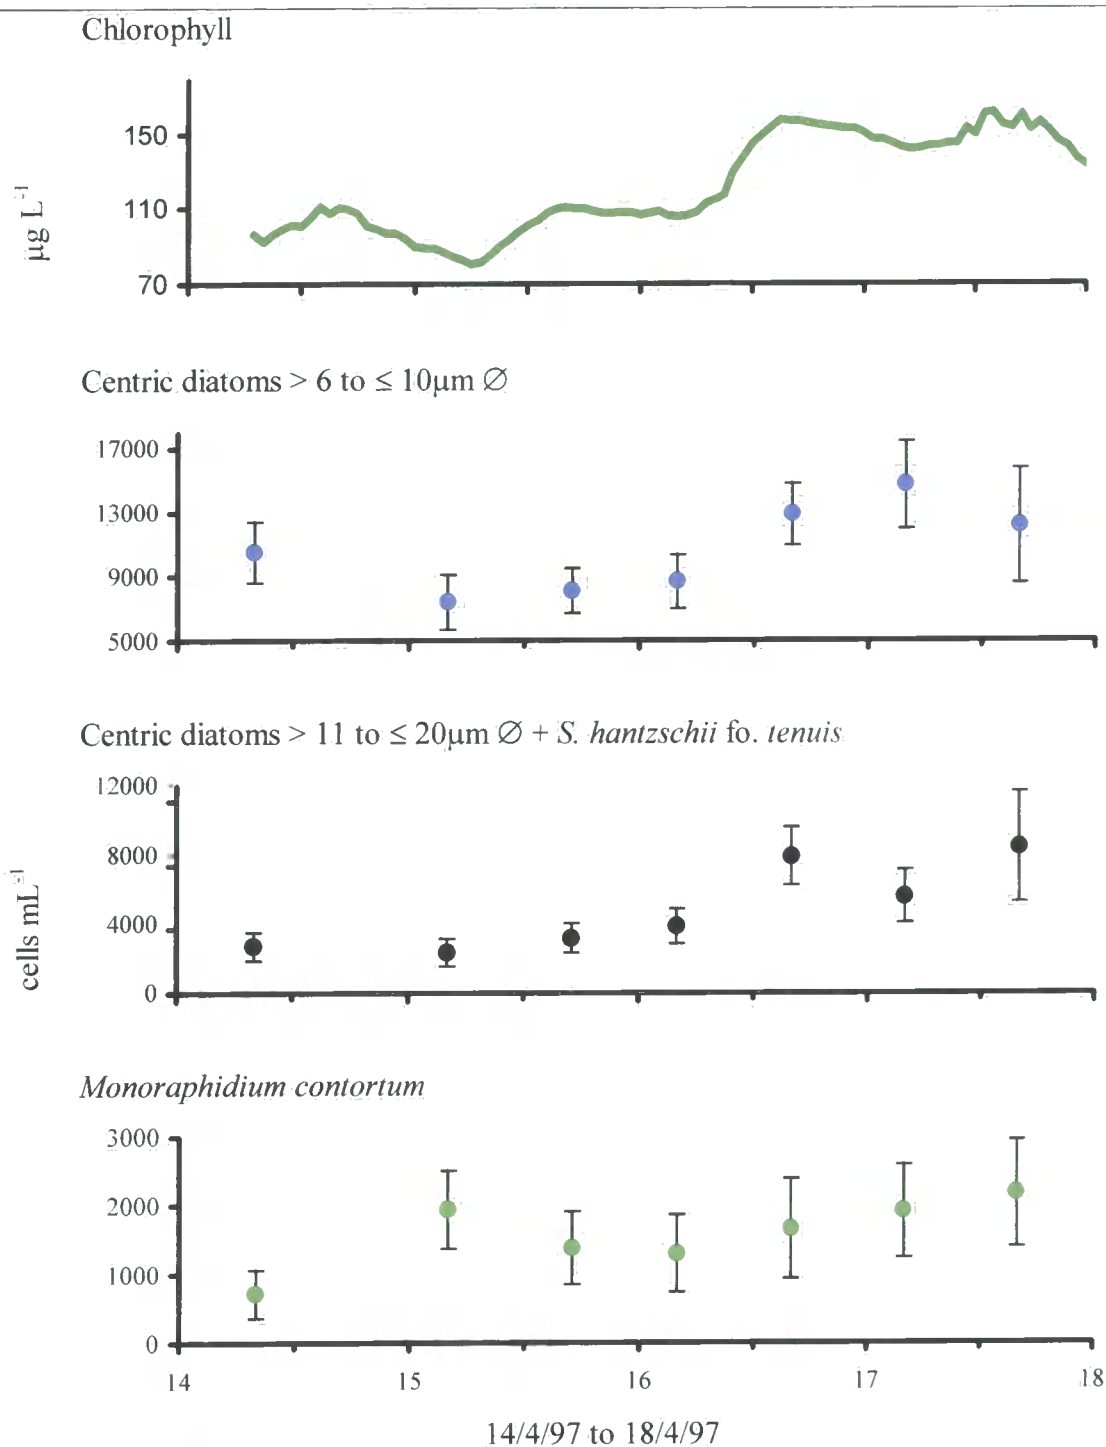 Chlorophyll
150
110
70
µg L⁻¹
Centric diatoms > 6 to ≤ 10µm ∅
17000
13000
9000
5000
Centric diatoms > 11 to ≤ 20µm ∅ + S. hantzschii fo. tenuis
12000
8000
4000
0
cells mL⁻¹
Monoraphidium contortum
3000
2000
1000
0
14 15 16 17 18
14/4/97 to 18/4/97